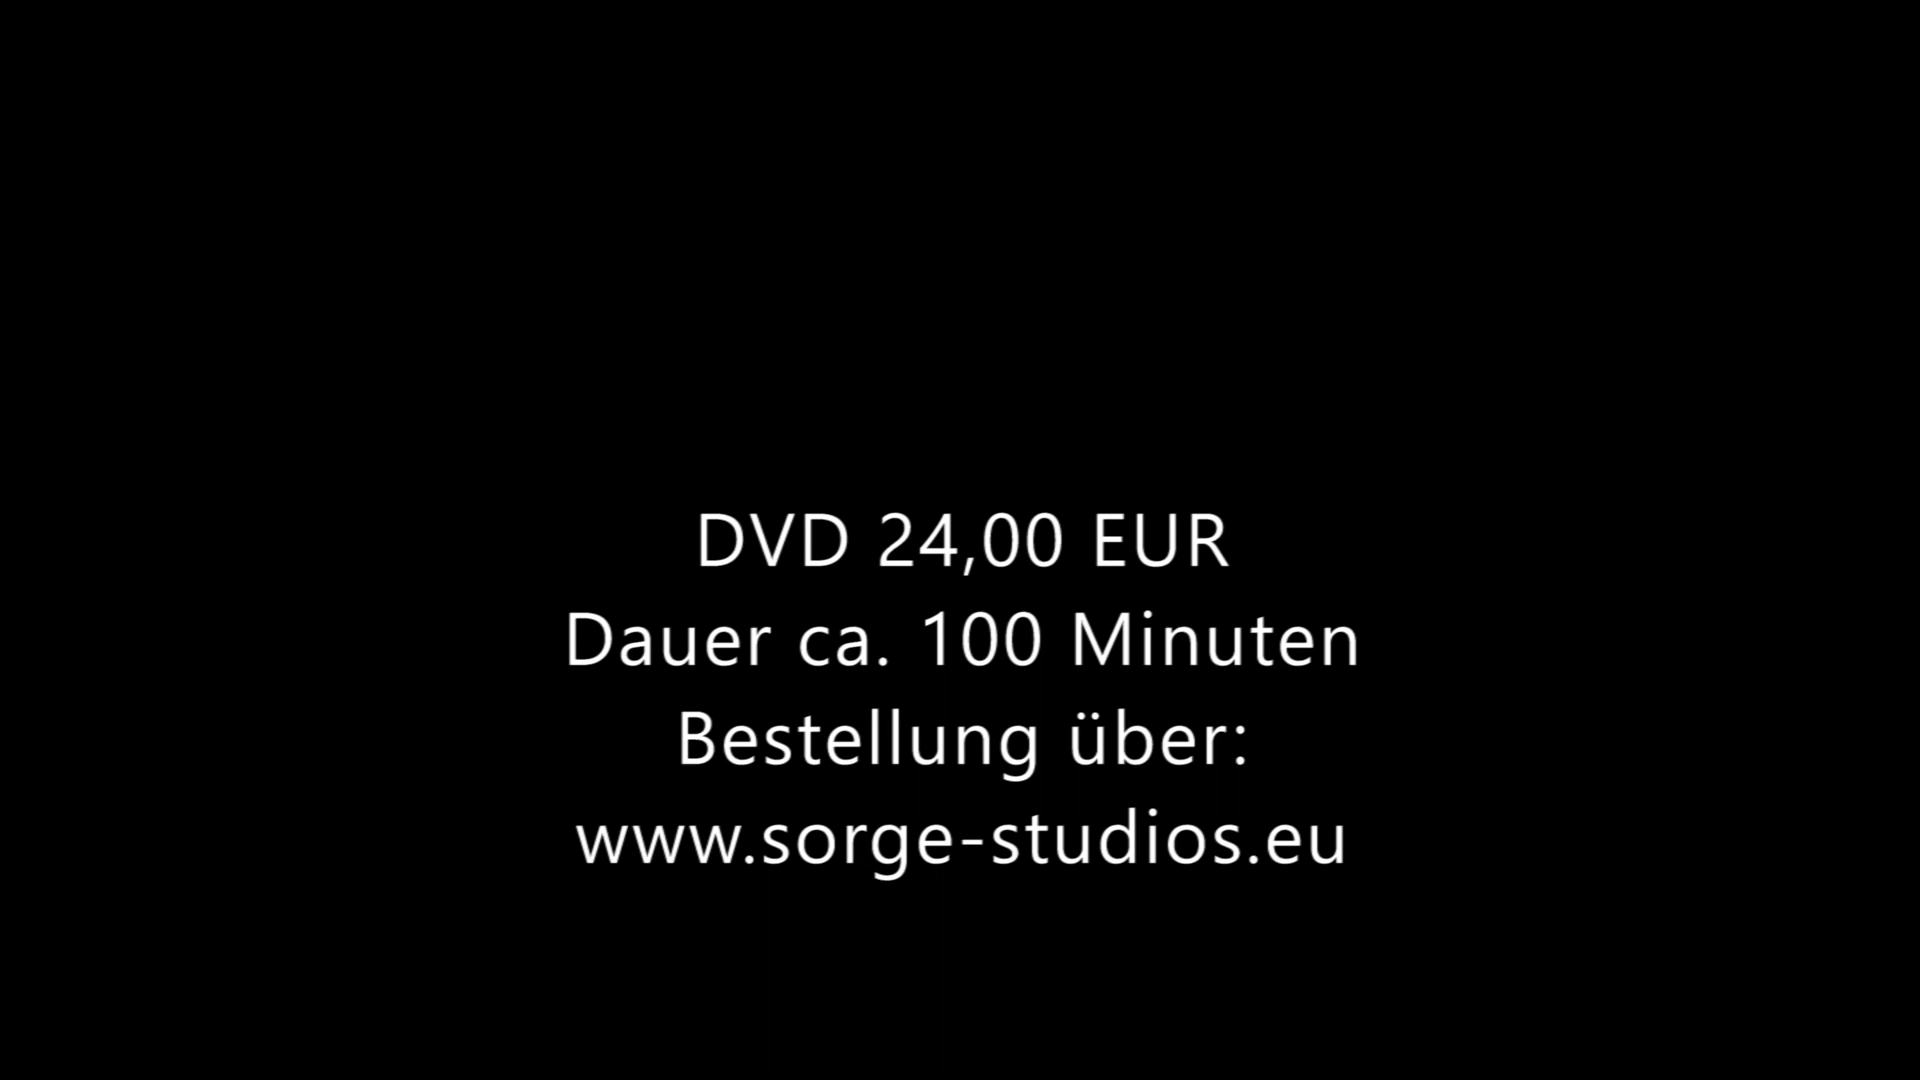 DVD 24,00 EUR
Dauer ca. 100 Minuten
Bestellung über:
www.sorge-studios.eu